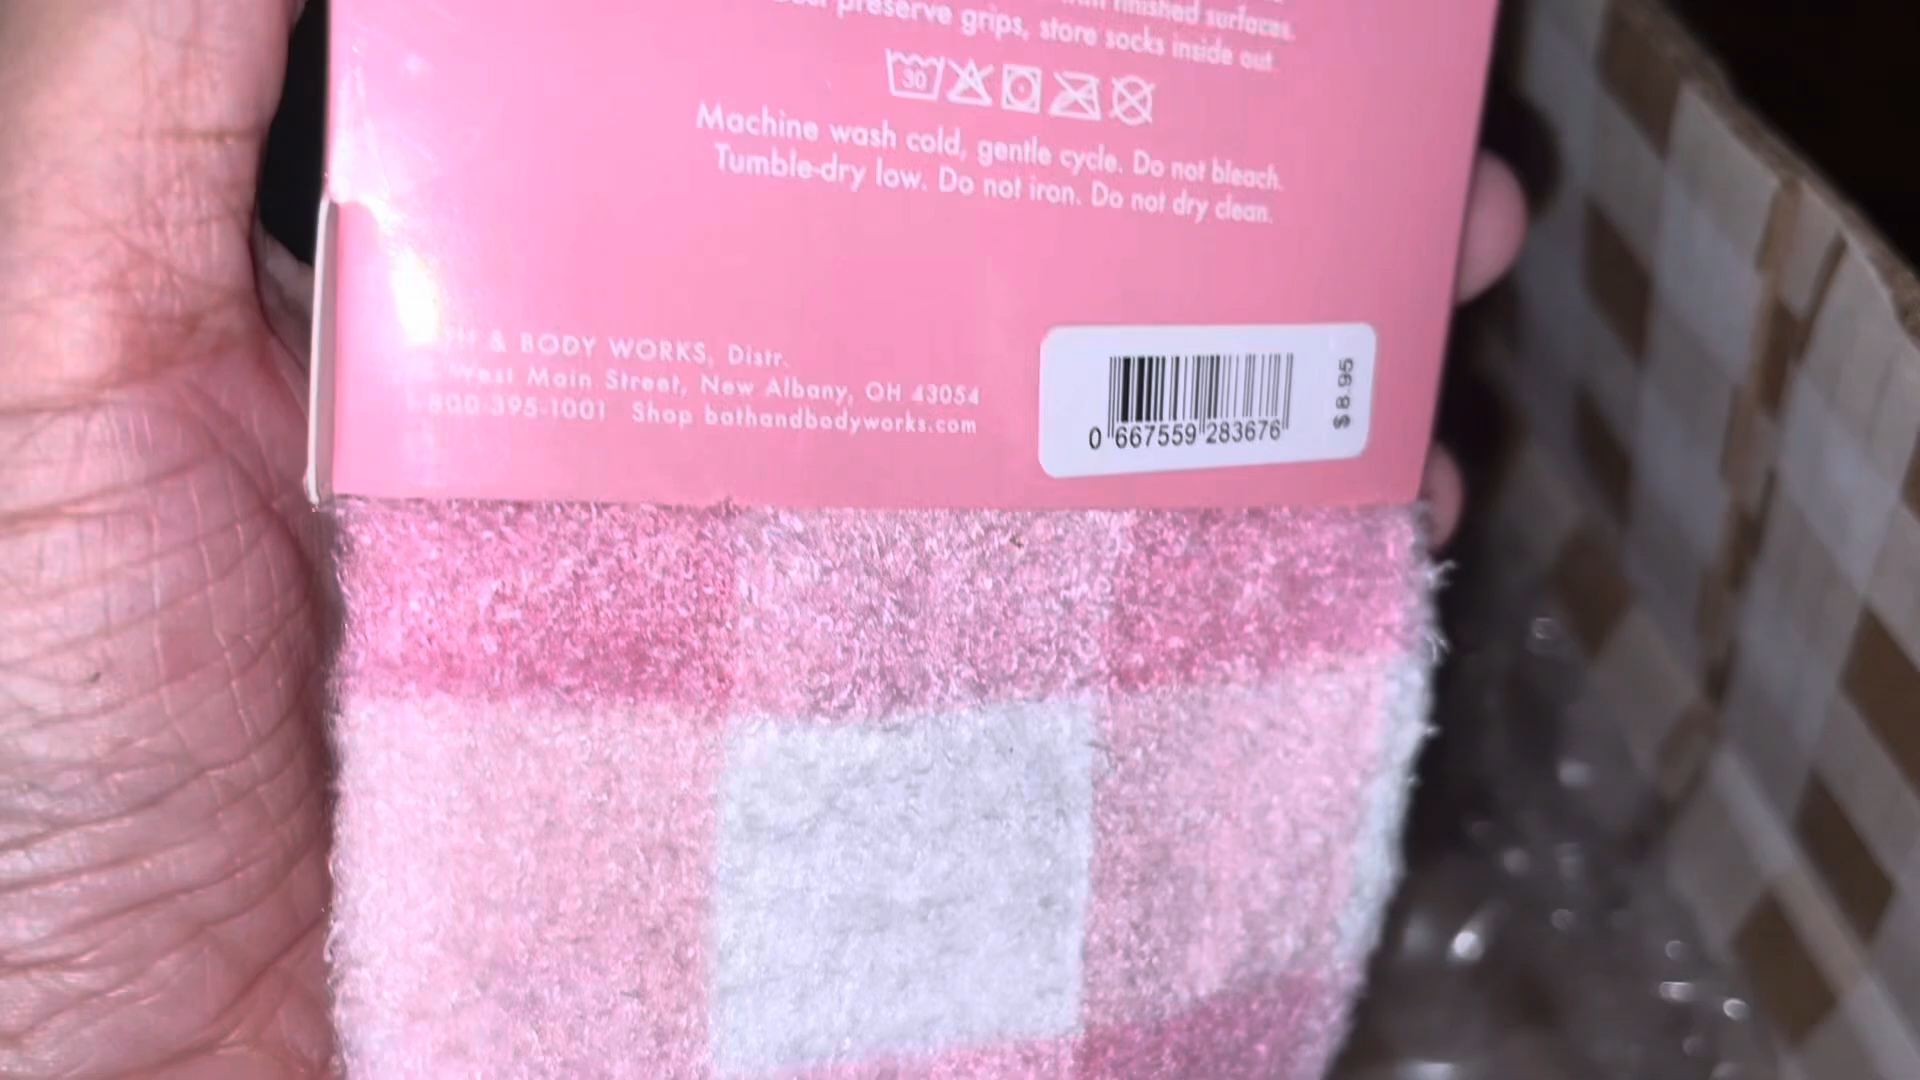 finished surfaces.
preserve grips, store socks inside out.
30
Machine wash cold, gentle cycle. Do not bleach.
Tumble-dry low. Do not iron. Do not dry clean.
& BODY WORKS, Distr.
West Main Street, New Albany, OH 43054
800-395-1001 Shop bathandbodyworks.com
0 667559 283676
$8.95